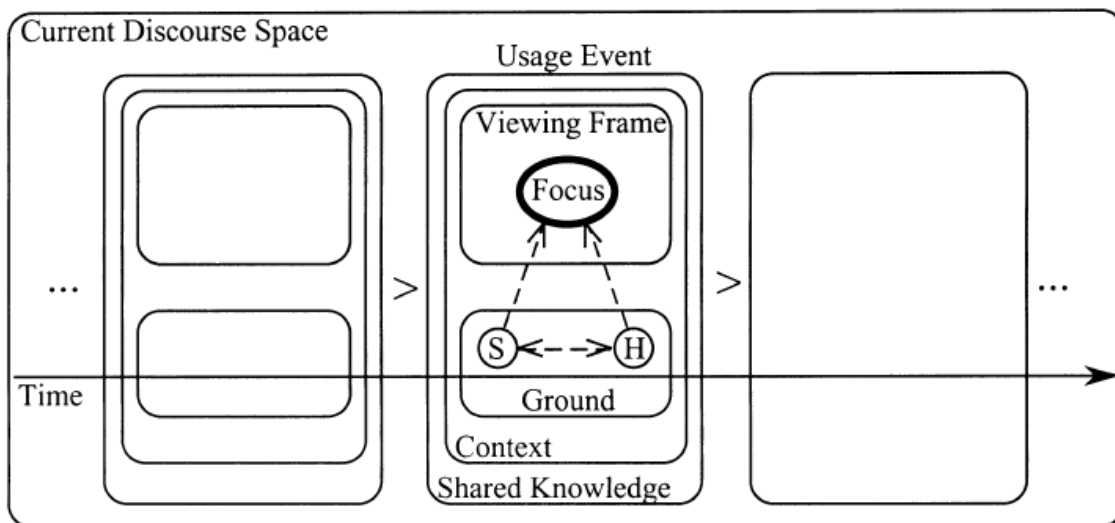 Current Discourse Space
Usage Event
Viewing Frame
Focus
... > > ...
S H
Time
Ground
Context
Shared Knowledge